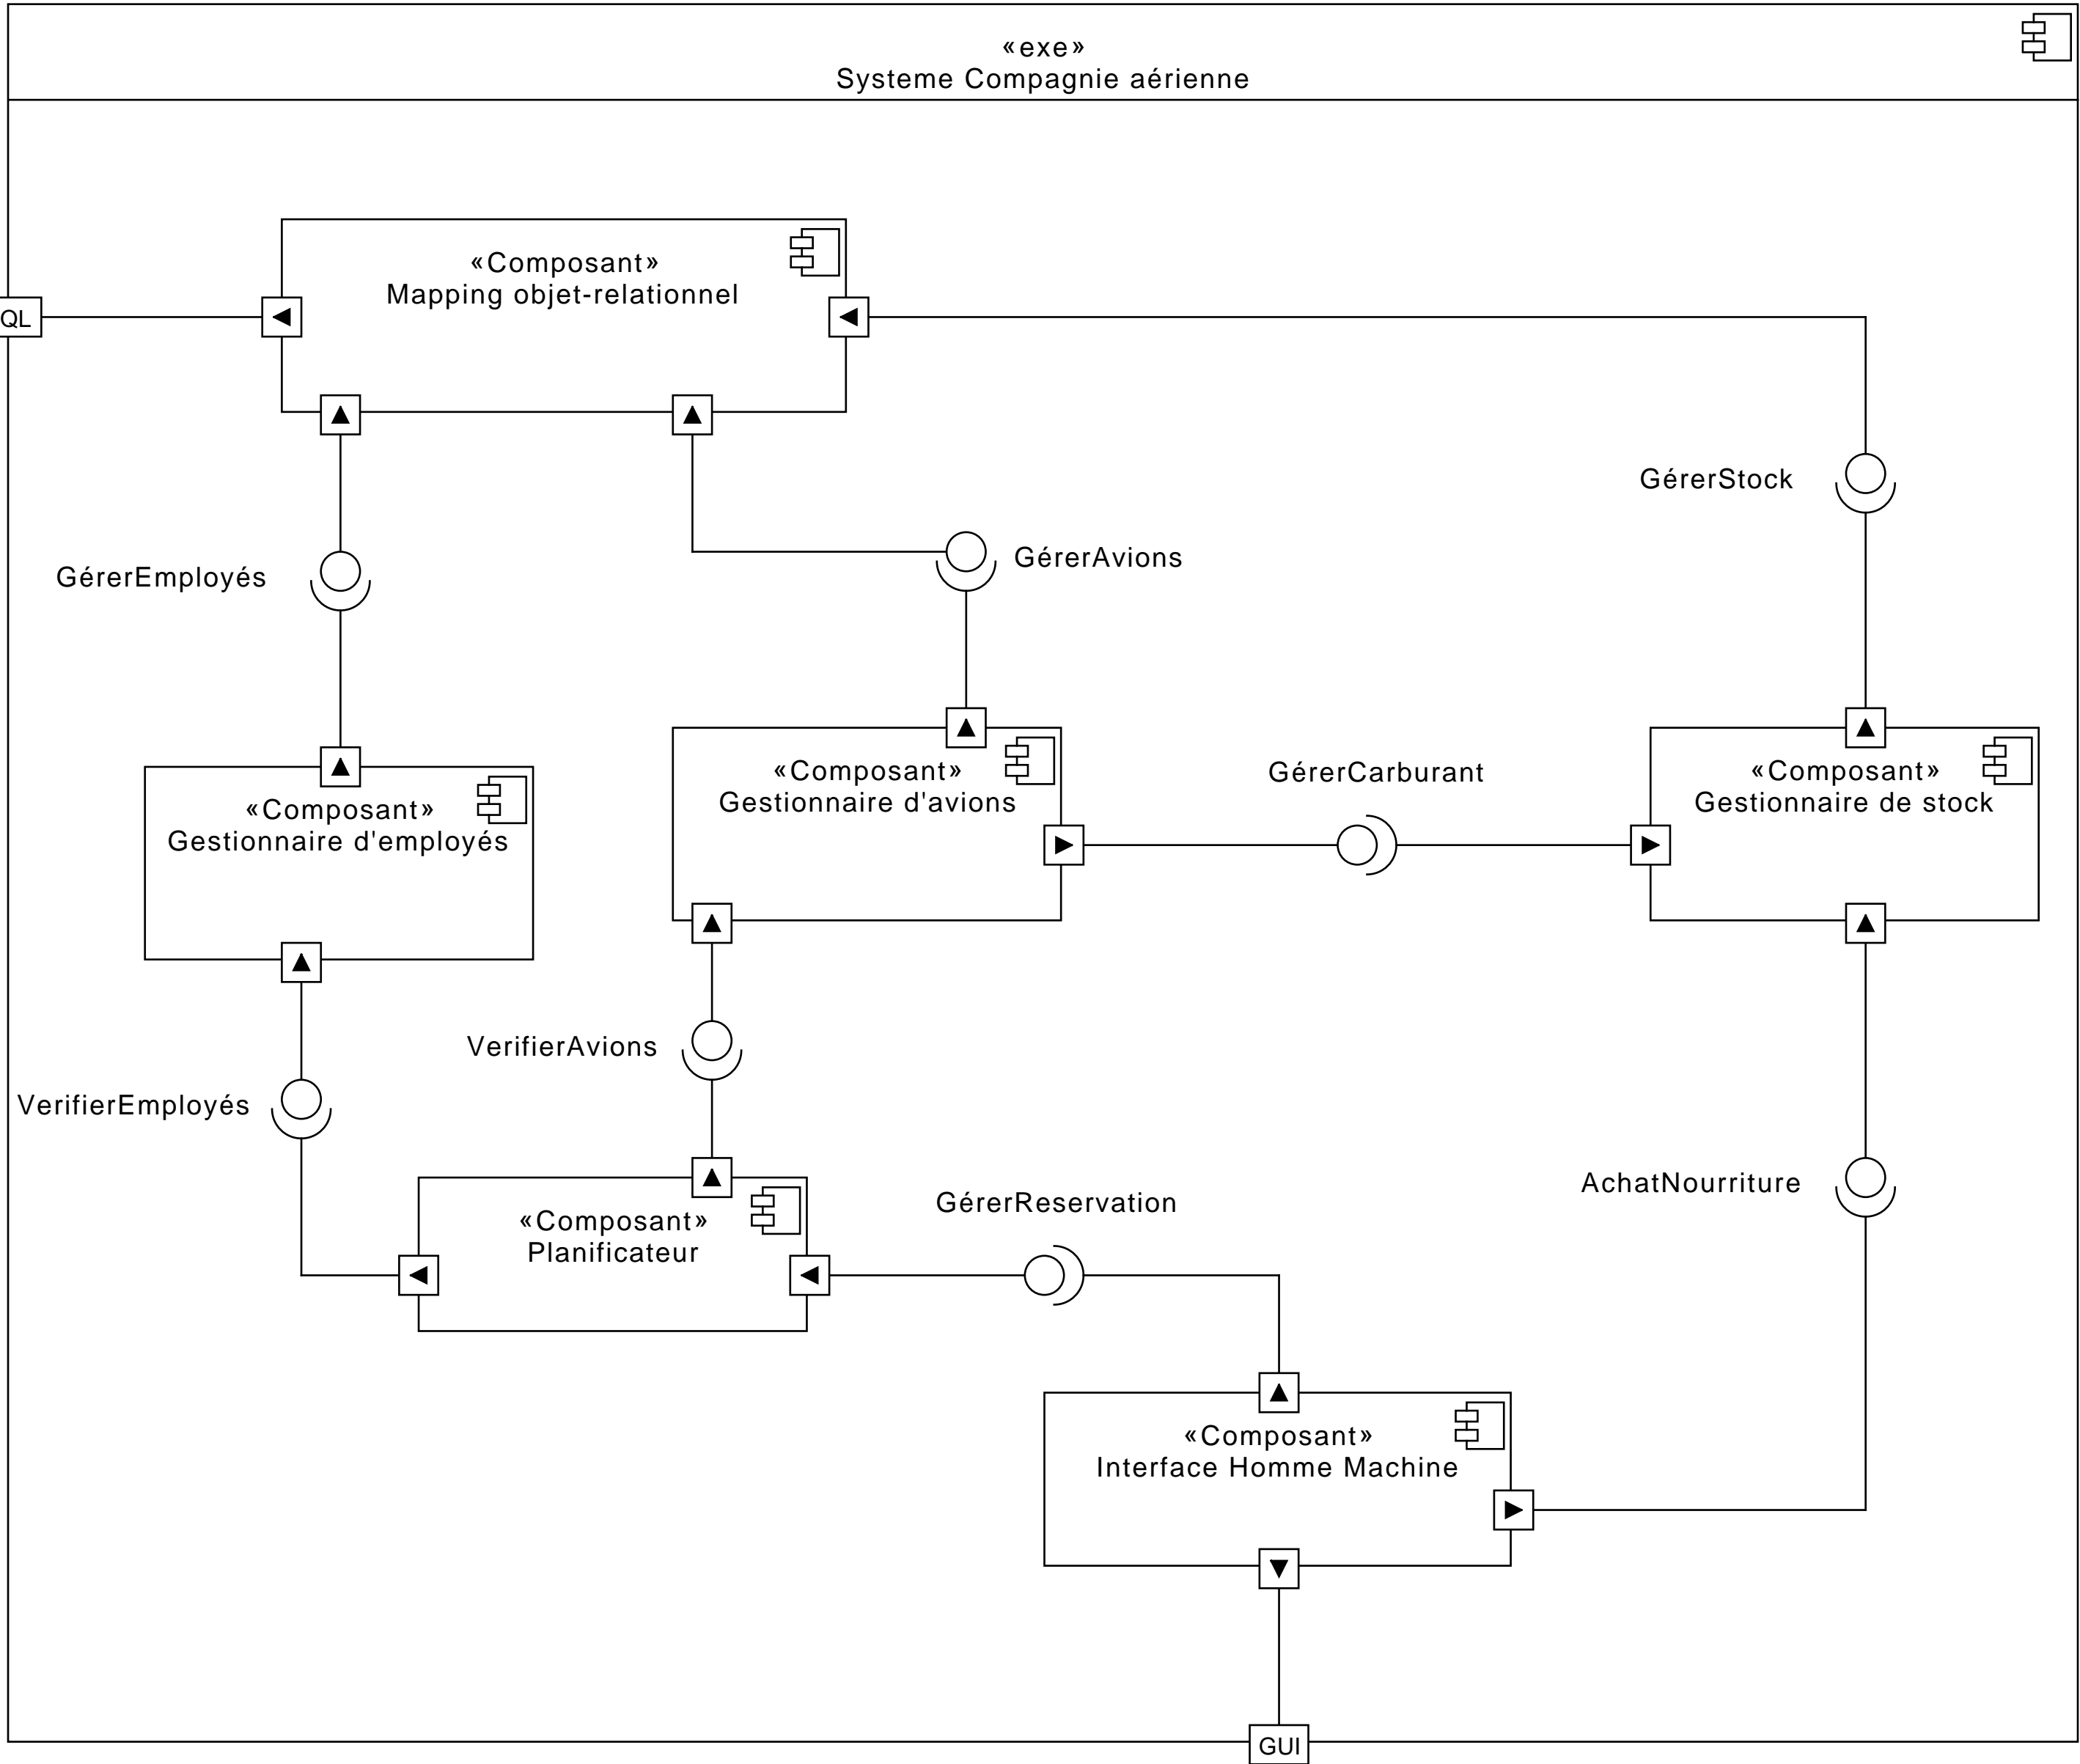 «exe»
Systeme Compagnie aérienne
«Composant»
Mapping objet-relationnel
QL
GérerStock
GérerAvions
GérerEmployés
«Composant»
Gestionnaire d'avions
GérerCarburant
«Composant»
Gestionnaire de stock
«Composant»
Gestionnaire d'employés
VerifierAvions
VerifierEmployés
AchatNourriture
GérerReservation
«Composant»
Planificateur
«Composant»
Interface Homme Machine
GUI